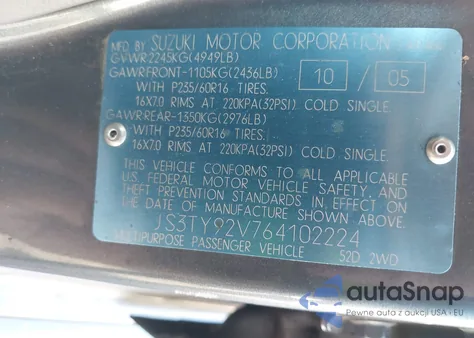 MFD BY SUZUKI MOTOR CORPORATION
GVWR2245KG(4949LB)
GAWRFRONT-1105KG(2436LB) 10 / 05
WITH P235/60R16 TIRES.
16X7.0 RIMS AT 220KPA(32PSI) COLD SINGLE.
GAWRREAR-1350KG(2976LB)
WITH P235/60R16 TIRES.
16X7.0 RIMS AT 220KPA(32PSI) COLD SINGLE.
THIS VEHICLE CONFORMS TO ALL APPLICABLE
U.S. FEDERAL MOTOR VEHICLE SAFETY, AND
THEFT PREVENTION STANDARDS IN EFFECT ON
THE DATE OF MANUFACTURE SHOWN ABOVE.
JS3TY92V764102224
MULTIPURPOSE PASSENGER VEHICLE 52D 2WD
autoSnap
Pewne auta z aukcji USA i EU